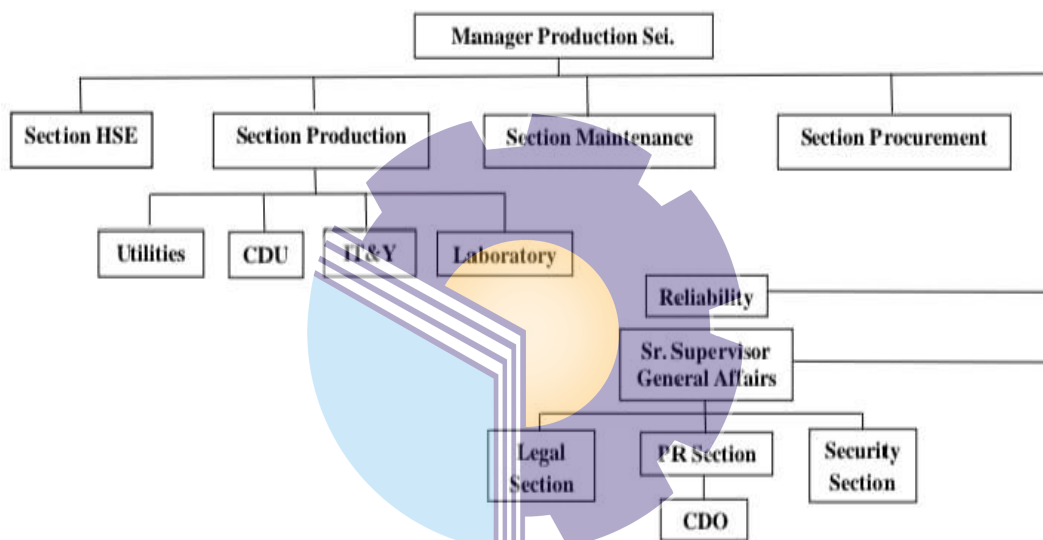 Manager Production Sei.
Section HSE
Section Production
Section Maintenance
Section Procurement
Utilities
CDU
IT&Y
Laboratory
Reliability
Sr. Supervisor
General Affairs
Legal
Section
PR Section
Security
Section
CDO